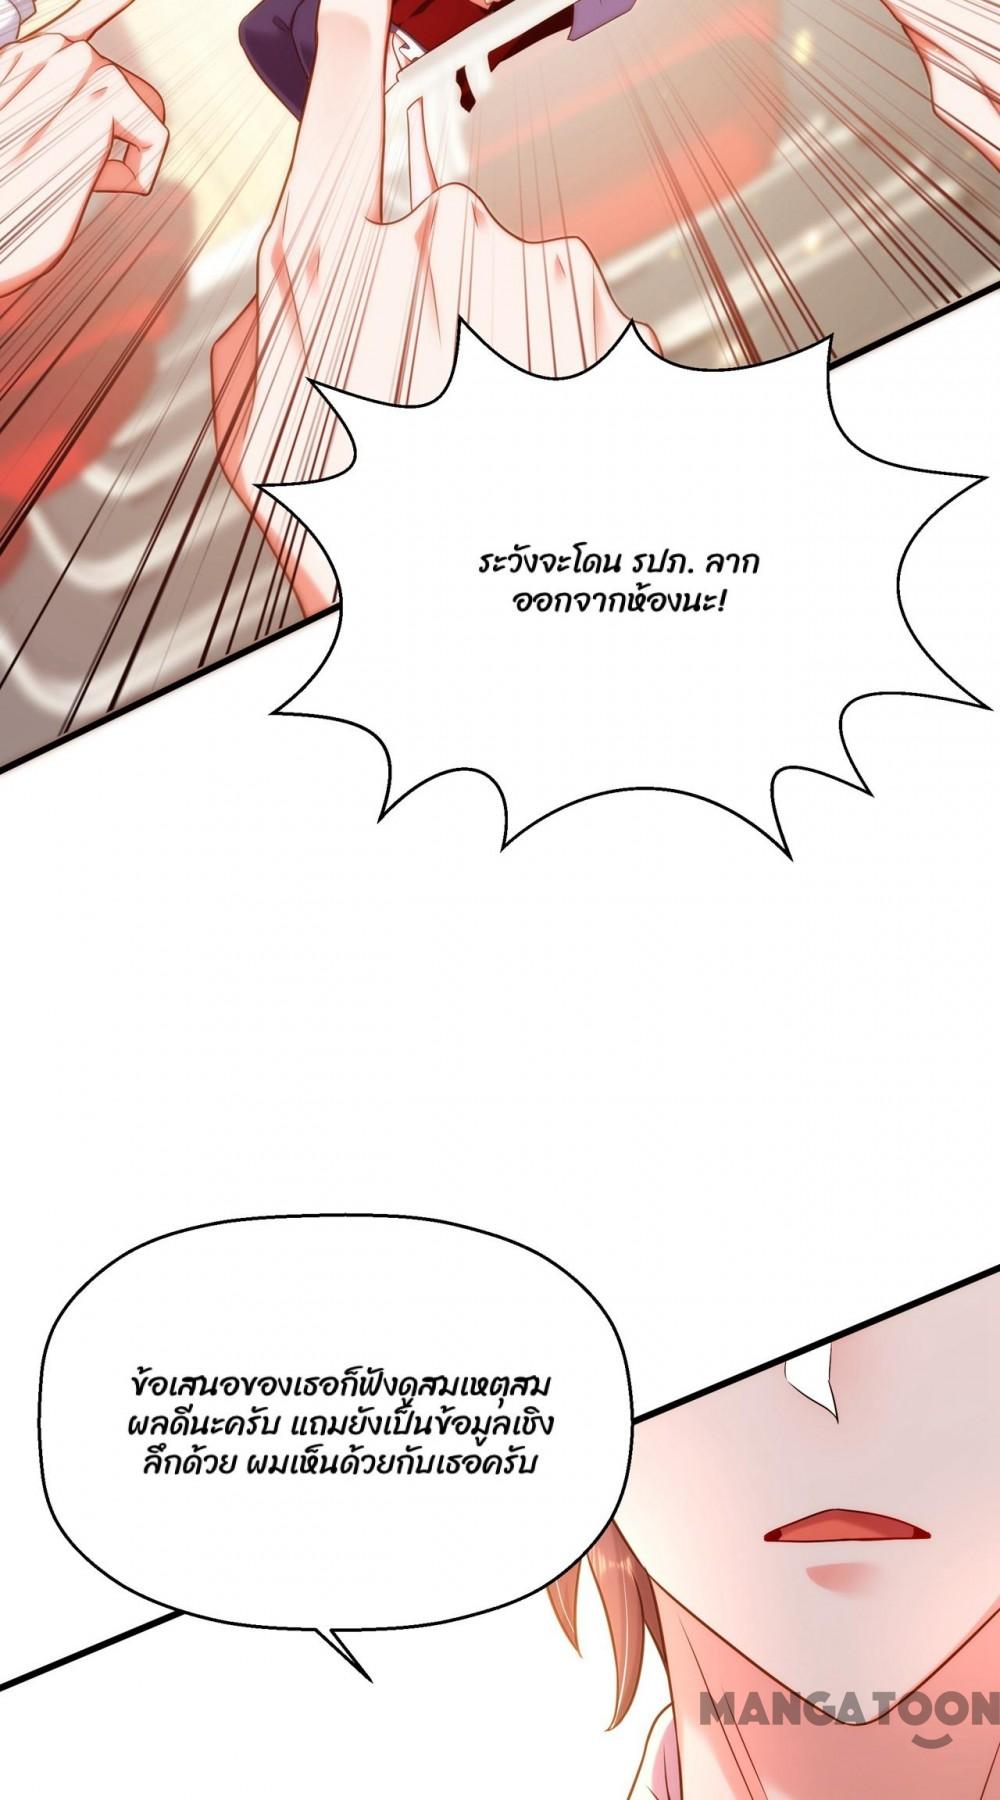 ระวังจะโดน รปภ. ลาก
ออกจากห้องนะ!
ข้อเสนอของเธอก็ฟังดูสมเหตุสม
ผลดีนะครับ แถมยังเป็นข้อมูลเชิง
ลึกด้วย ผมเห็นด้วยกับเธอครับ
MANGATOON